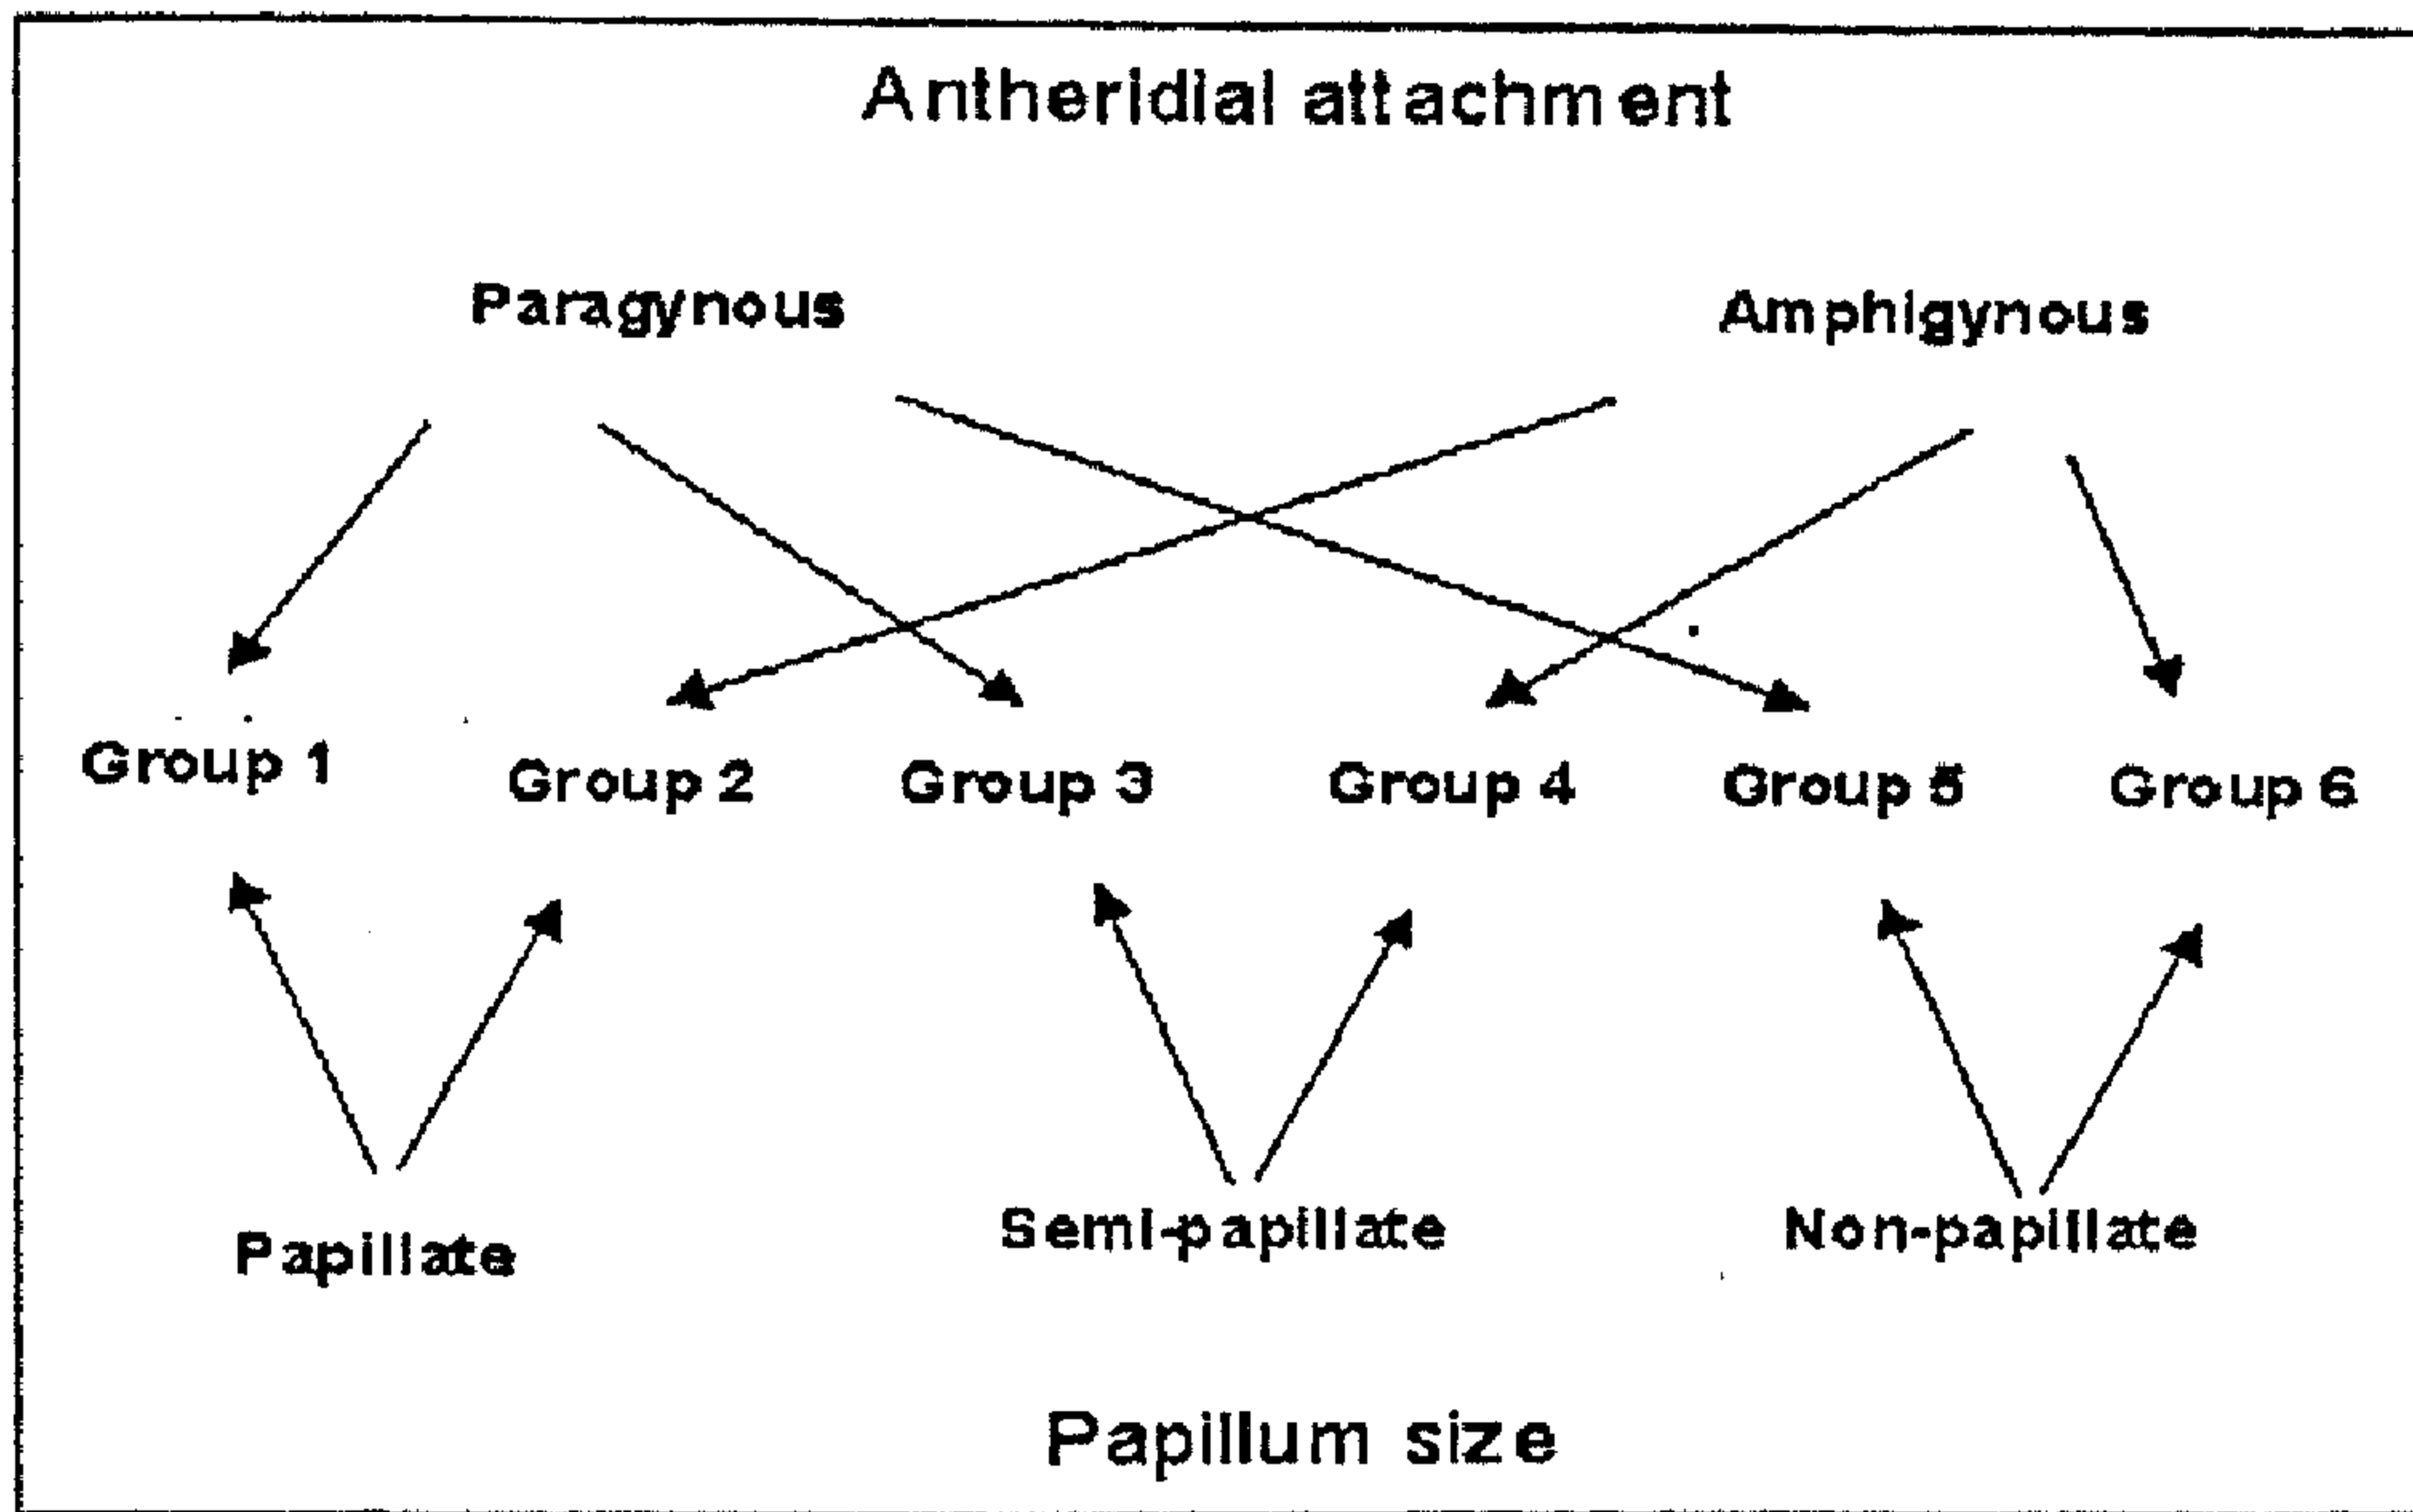 Antheridial attachment
Paragynous Amphigynous
Group 1 Group 2 Group 3 Group 4 Group 5 Group 6
Papillate Semi-papillate Non-papillate
Papillum size